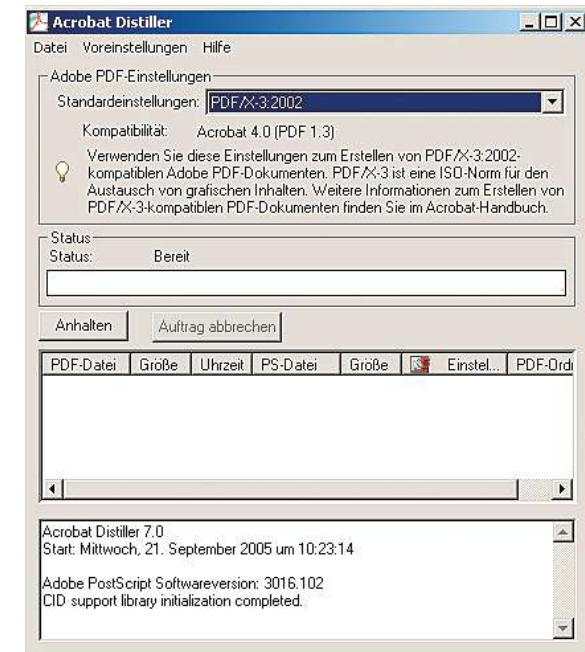 Acrobat Distiller
Datei Voreinstellungen Hilfe
Adobe PDF-Einstellungen
Standardeinstellungen: PDF/X-3:2002
Kompatibilität: Acrobat 4.0 (PDF 1.3)
Verwenden Sie diese Einstellungen zum Erstellen von PDF/X-3:2002-
kompatiblen Adobe PDF-Dokumenten. PDF/X-3 ist eine ISO-Norm für den
Austausch von grafischen Inhalten. Weitere Informationen zum Erstellen von
PDF/X-3-kompatiblen PDF-Dokumenten finden Sie im Acrobat-Handbuch.
Status
Status: Bereit
Anhalten Auftrag abbrechen
PDF-Datei Größe Uhrzeit PS-Datei Größe Einstel... PDF-Ord
Acrobat Distiller 7.0
Start: Mittwoch, 21. September 2005 um 10:23:14
Adobe PostScript Softwareversion: 3016.102
CID support library initialization completed.